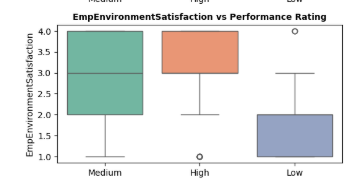 Medium High Low
EmpEnvironmentSatisfaction vs Performance Rating
EmpEnvironmentSatisfaction
4.0
3.5
3.0
2.5
2.0
1.5
1.0
Medium High Low